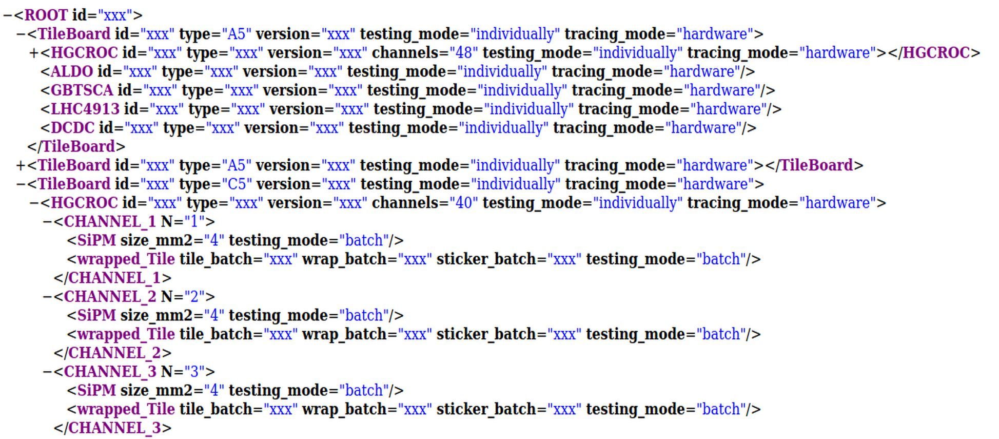 −<ROOT id="xxx">
−<TileBoard id="xxx" type="A5" version="xxx" testing_mode="individually" tracing_mode="hardware">
+<HGCROC id="xxx" type="xxx" version="xxx" channels="48" testing_mode="individually" tracing_mode="hardware"></HGCROC>
<ALDO id="xxx" type="xxx" version="xxx" testing_mode="individually" tracing_mode="hardware"/>
<GBTSCA id="xxx" type="xxx" version="xxx" testing_mode="individually" tracing_mode="hardware"/>
<LHC4913 id="xxx" type="xxx" version="xxx" testing_mode="individually" tracing_mode="hardware"/>
<DCDC id="xxx" type="xxx" version="xxx" testing_mode="individually" tracing_mode="hardware"/>
</TileBoard>
+<TileBoard id="xxx" type="A5" version="xxx" testing_mode="individually" tracing_mode="hardware"></TileBoard>
−<TileBoard id="xxx" type="C5" version="xxx" testing_mode="individually" tracing_mode="hardware">
−<HGCROC id="xxx" type="xxx" version="xxx" channels="40" testing_mode="individually" tracing_mode="hardware">
−<CHANNEL_1 N="1">
<SiPM size_mm2="4" testing_mode="batch"/>
<wrapped_Tile tile_batch="xxx" wrap_batch="xxx" sticker_batch="xxx" testing_mode="batch"/>
</CHANNEL_1>
−<CHANNEL_2 N="2">
<SiPM size_mm2="4" testing_mode="batch"/>
<wrapped_Tile tile_batch="xxx" wrap_batch="xxx" sticker_batch="xxx" testing_mode="batch"/>
</CHANNEL_2>
−<CHANNEL_3 N="3">
<SiPM size_mm2="4" testing_mode="batch"/>
<wrapped_Tile tile_batch="xxx" wrap_batch="xxx" sticker_batch="xxx" testing_mode="batch"/>
</CHANNEL_3>